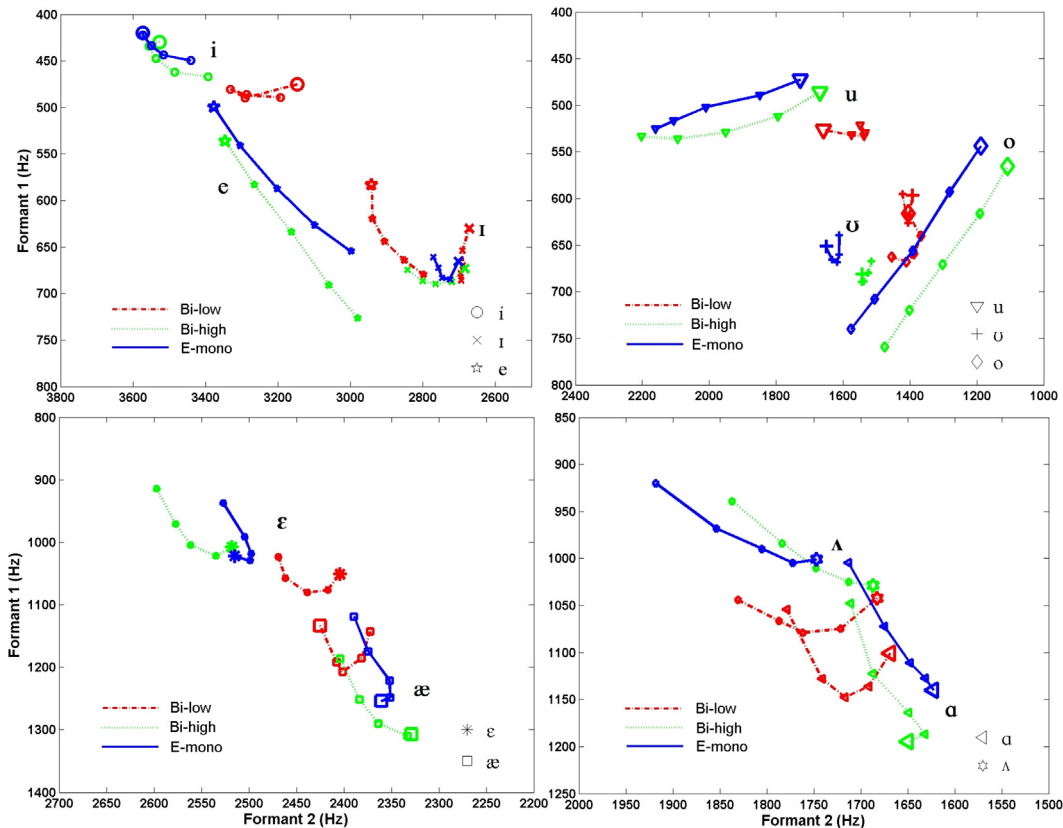 400
450
500
550
600
650
700
750
800
3600 3400 3200 3000 2800 2600
Formant 1 (Hz)
i
e
ɪ
Bi-low
Bi-high
E-mono
i
ɪ
e
400
450
500
550
600
650
700
750
800
2400 2200 2000 1800 1600 1400 1200 1000
u
o
ʊ
Bi-low
Bi-high
E-mono
u
ʊ
o
800
900
1000
1100
1200
1300
1400
2700 2650 2600 2550 2500 2450 2400 2350 2300 2250 2200
Formant 1 (Hz)
Formant 2 (Hz)
ɛ
æ
Bi-low
Bi-high
E-mono
ɛ
æ
850
900
950
1000
1050
1100
1150
1200
1250
2000 1950 1900 1850 1800 1750 1700 1650 1600 1550 1500
Formant 2 (Hz)
ʌ
ɑ
Bi-low
Bi-high
E-mono
ɑ
ʌ